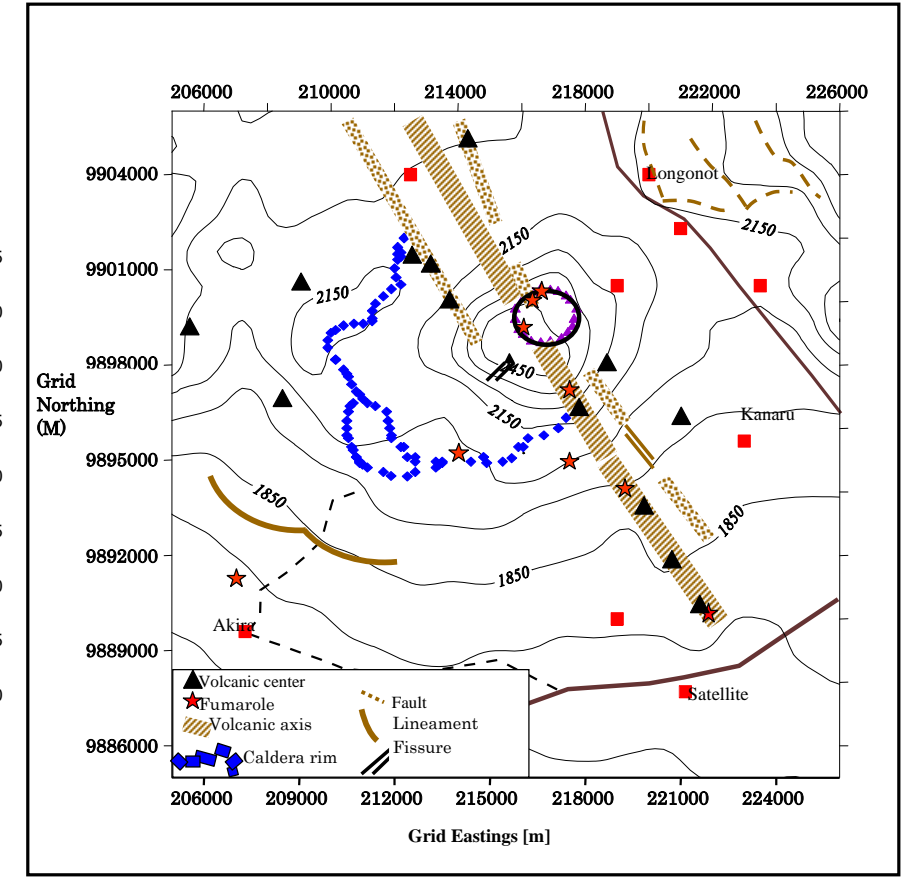 206000 210000 214000 218000 222000 226000
9904000
Longonot
2150
2150
9901000
2150
9898000
450
Grid
Northing
(M)
2150
Kanaru
9895000
1850
1850
9892000
1850
Akira
9889000
Satellite
9886000
Volcanic center
Fumarole
Volcanic axis
Caldera rim
Fault
Lineament
Fissure
206000 209000 212000 215000 218000 221000 224000
Grid Eastings [m]